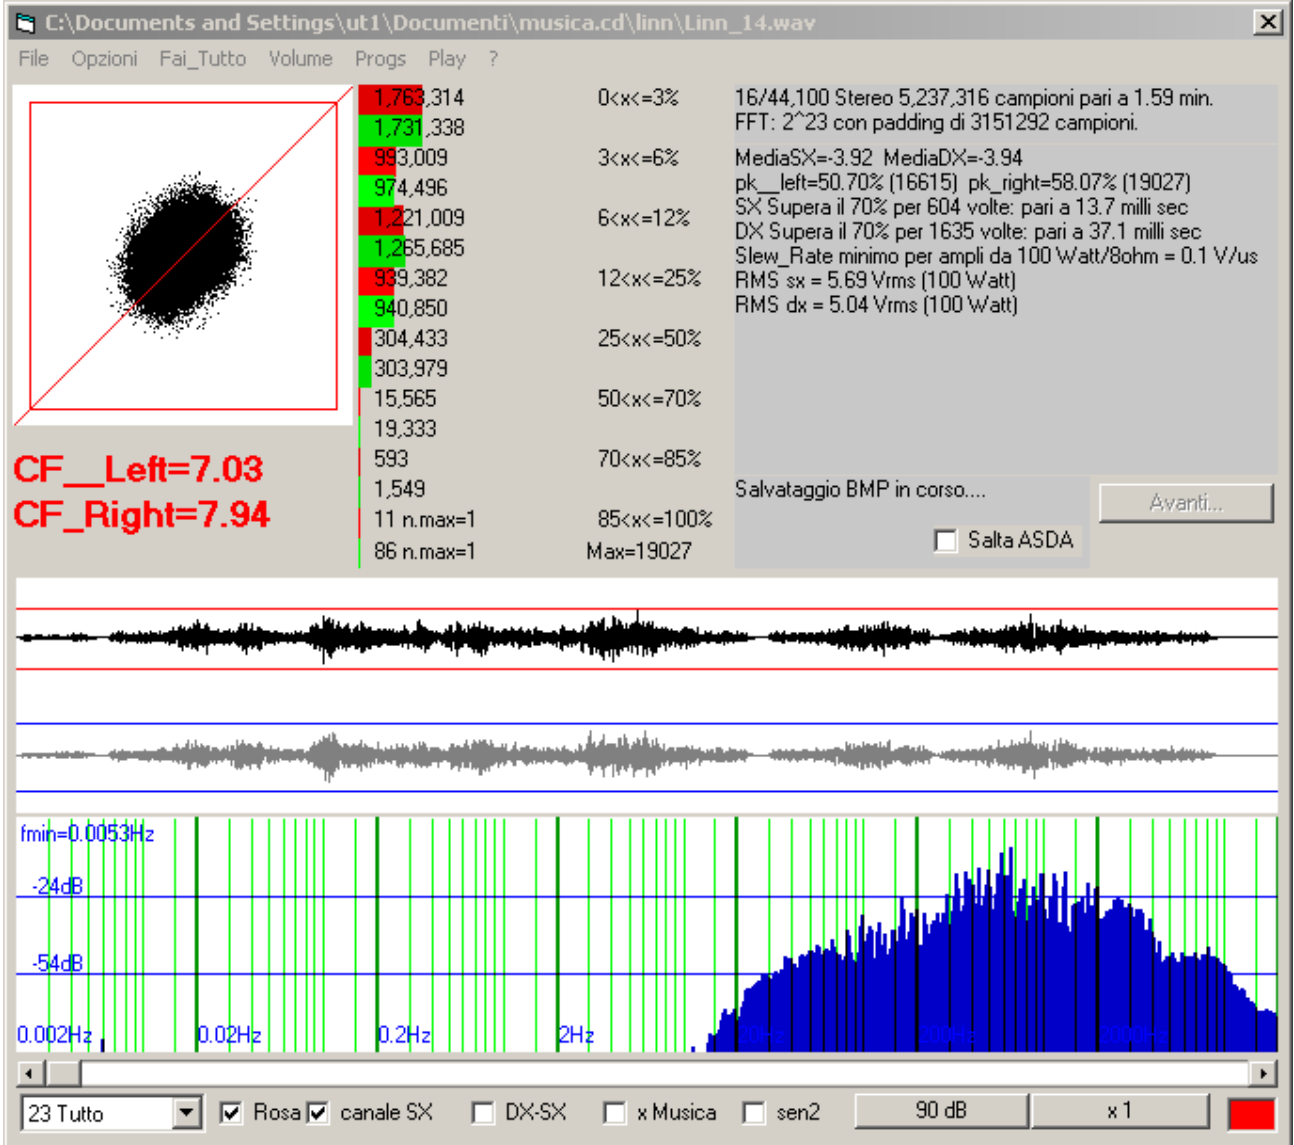 C:\Documents and Settings\ut1\Documenti\musica.cd\linn\Linn_14.wav
File Opzioni Fai_Tutto Volume Progs Play ?
1,763,314 0<x<=3%
1,731,338
993,009 3<x<=6%
974,496
1,221,009 6<x<=12%
1,265,685
939,382 12<x<=25%
940,850
304,433 25<x<=50%
303,979
15,565 50<x<=70%
19,333
593 70<x<=85%
1,549
11 n.max=1 85<x<=100%
86 n.max=1 Max=19027
16/44,100 Stereo 5,237,316 campioni pari a 1.59 min.
FFT: 2^23 con padding di 3151292 campioni.
MediaSX=-3.92 MediaDX=-3.94
pk__left=50.70% (16615) pk_right=58.07% (19027)
SX Supera il 70% per 604 volte: pari a 13.7 milli sec
DX Supera il 70% per 1635 volte: pari a 37.1 milli sec
Slew_Rate minimo per ampli da 100 Watt/8ohm = 0.1 V/us
RMS sx = 5.69 Vrms (100 Watt)
RMS dx = 5.04 Vrms (100 Watt)
CF__Left=7.03
CF_Right=7.94
Salvataggio BMP in corso....
Avanti...
Salta ASDA
fmin=0.0053Hz
-24dB
-54dB
0.002Hz 0.02Hz 0.2Hz 2Hz 20Hz 200Hz 2000Hz
23 Tutto Rosa canale SX DX-SX x Musica sen2 90 dB x 1